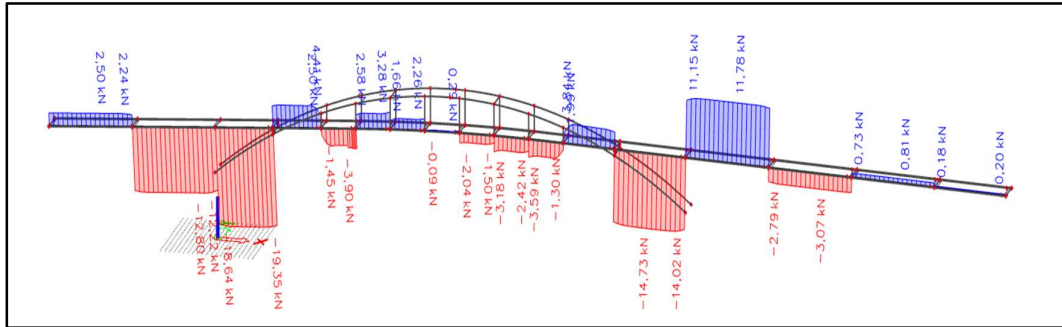 2,50 kN
2,24 kN
2,58 kN
3,28 kN
2,26 kN
11,15 kN
11,78 kN
0,73 kN
0,81 kN
0,18 kN
0,20 kN
-12,80 kN
-18,64 kN
-19,35 kN
-1,45 kN
-3,90 kN
-0,09 kN
-2,04 kN
-1,50 kN
-3,18 kN
-2,42 kN
-3,59 kN
-1,30 kN
-14,73 kN
-14,02 kN
-2,79 kN
-3,07 kN
X